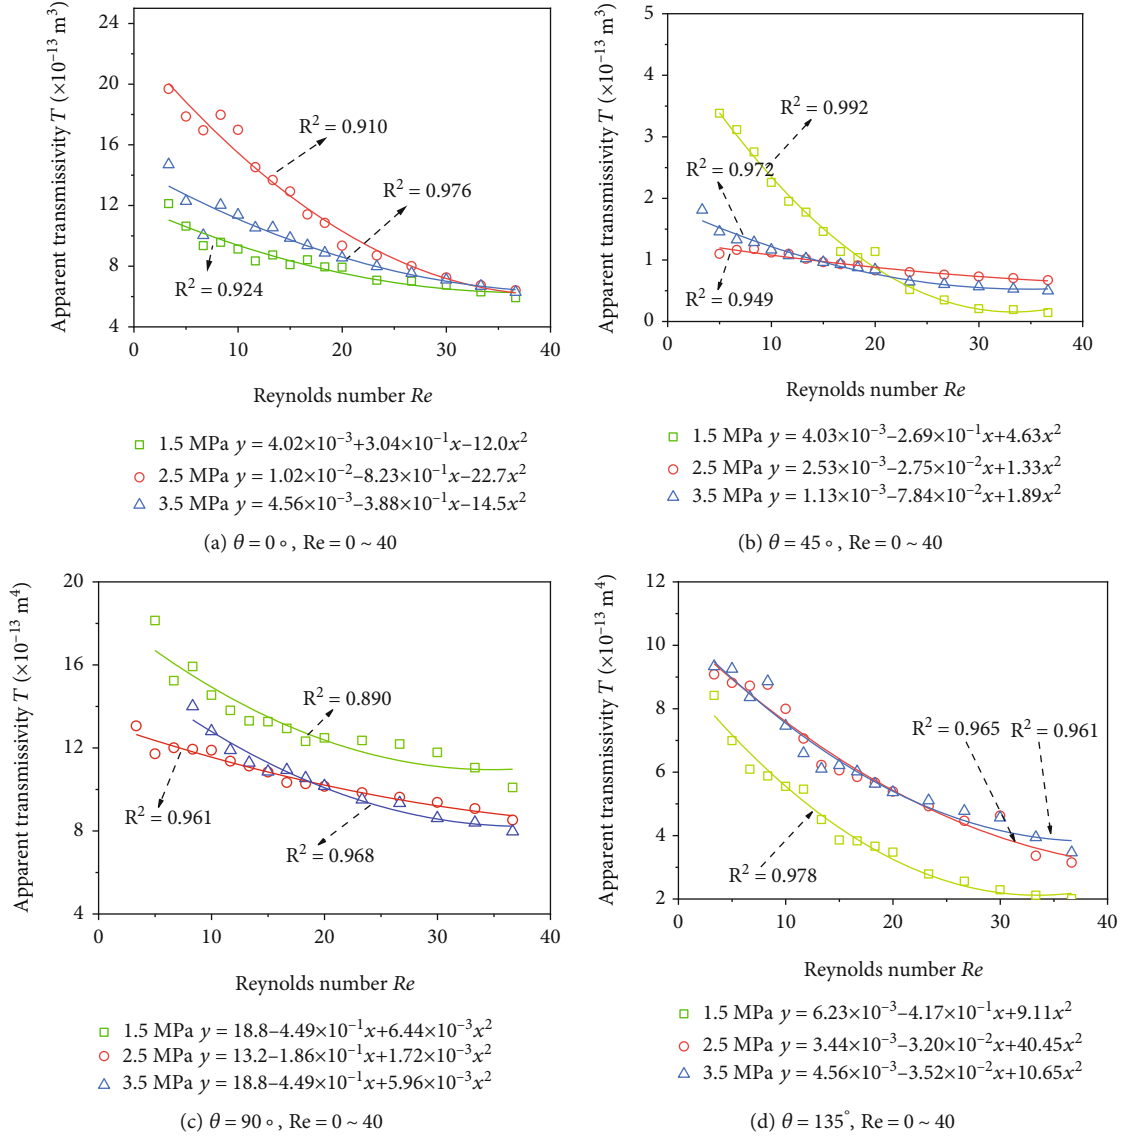 Apparent transmissivity T (×10⁻¹³ m³)
24
20
16
12
8
4
0
10
20
30
40
R² = 0.910
R² = 0.976
R² = 0.924
Reynolds number Re
1.5 MPa y = 4.02×10⁻³+3.04×10⁻¹x–12.0x²
2.5 MPa y = 1.02×10⁻²–8.23×10⁻¹x–22.7x²
3.5 MPa y = 4.56×10⁻³–3.88×10⁻¹x–14.5x²
(a) θ = 0 ∘, Re = 0 ~ 40
Apparent transmissivity T (×10⁻¹³ m³)
5
4
3
2
1
0
0
10
20
30
40
R² = 0.992
R² = 0.972
R² = 0.949
Reynolds number Re
1.5 MPa y = 4.03×10⁻³–2.69×10⁻¹x+4.63x²
2.5 MPa y = 2.53×10⁻³–2.75×10⁻²x+1.33x²
3.5 MPa y = 1.13×10⁻³–7.84×10⁻²x+1.89x²
(b) θ = 45 ∘, Re = 0 ~ 40
Apparent transmissivity T (×10⁻¹³ m⁴)
20
16
12
8
4
0
10
20
30
40
R² = 0.890
R² = 0.961
R² = 0.968
Reynolds number Re
1.5 MPa y = 18.8–4.49×10⁻¹x+6.44×10⁻³x²
2.5 MPa y = 13.2–1.86×10⁻¹x+1.72×10⁻³x²
3.5 MPa y = 18.8–4.49×10⁻¹x+5.96×10⁻³x²
(c) θ = 90 ∘, Re = 0 ~ 40
Apparent transmissivity T (×10⁻¹³ m⁴)
12
10
8
6
4
2
0
10
20
30
40
R² = 0.965
R² = 0.961
R² = 0.978
Reynolds number Re
1.5 MPa y = 6.23×10⁻³–4.17×10⁻¹x+9.11x²
2.5 MPa y = 3.44×10⁻³–3.20×10⁻²x+40.45x²
3.5 MPa y = 4.56×10⁻³–3.52×10⁻²x+10.65x²
(d) θ = 135°, Re = 0 ~ 40